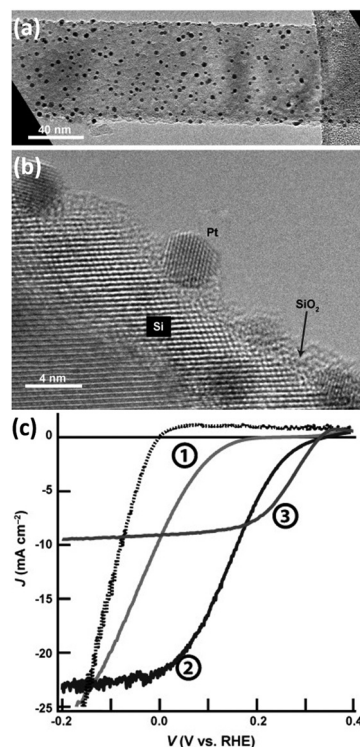 (a)
40 nm
(b)
Pt
SiO₂
Si
4 nm
(c)
0
-5
-10
-15
-20
-25
J (mA cm⁻²)
1
2
3
-0.2
0.0
0.2
0.4
V (V vs. RHE)